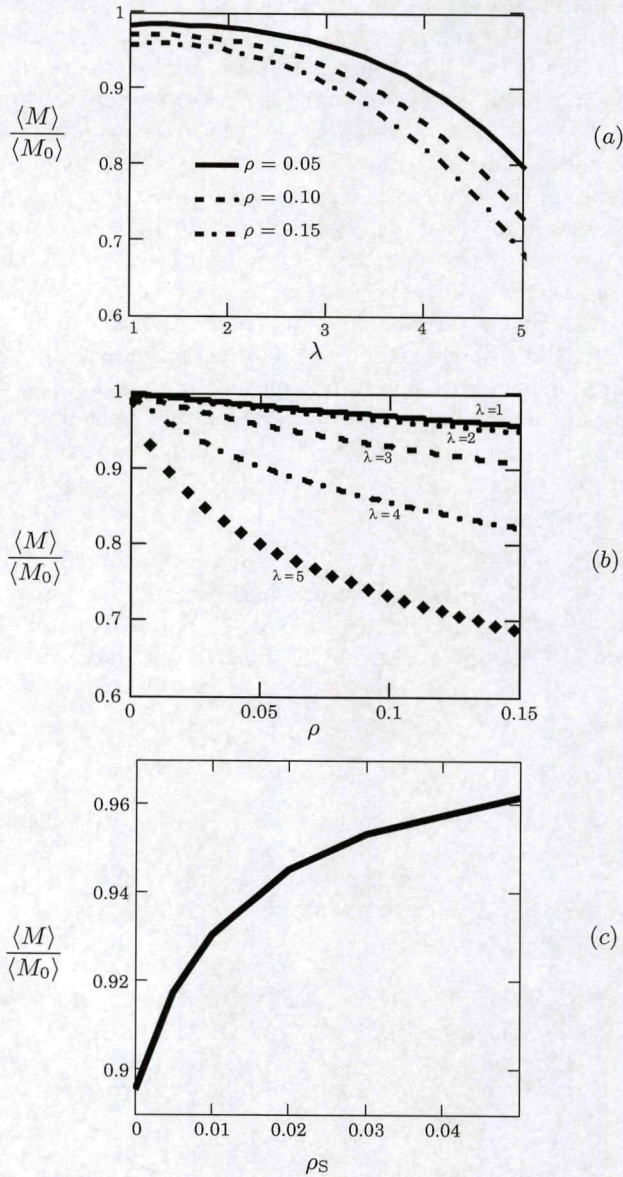 1
0.9
0.8
0.7
0.6
⟨M⟩
⟨M₀⟩
ρ = 0.05
ρ = 0.10
ρ = 0.15
(a)
1 2 3 4 5
λ
1
0.9
0.8
0.7
0.6
⟨M⟩
⟨M₀⟩
λ=1
λ=2
λ=3
λ=4
λ=5
(b)
0 0.05 0.1 0.15
ρ
0.96
0.94
0.92
0.9
⟨M⟩
⟨M₀⟩
(c)
0 0.01 0.02 0.03 0.04
ρS